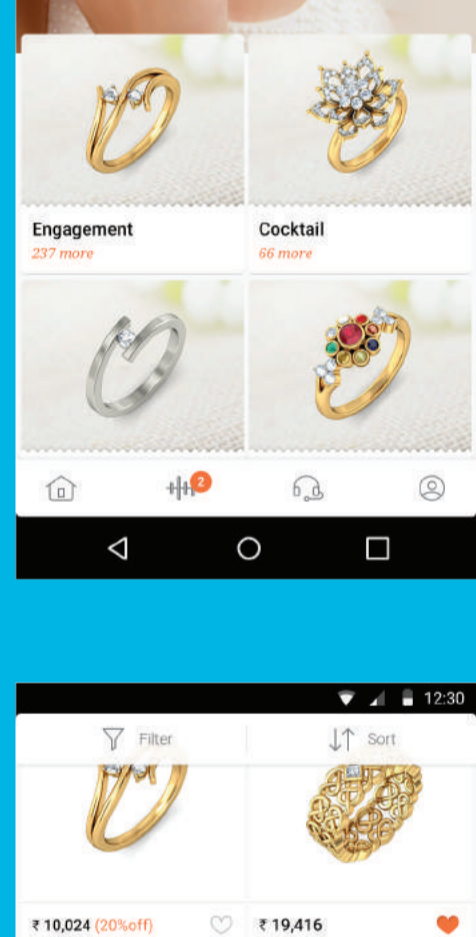 Engagement
Cocktail
237 more
66 more
2
12:30
Filter
Sort
₹ 10,024 (20%off)
₹ 19,416